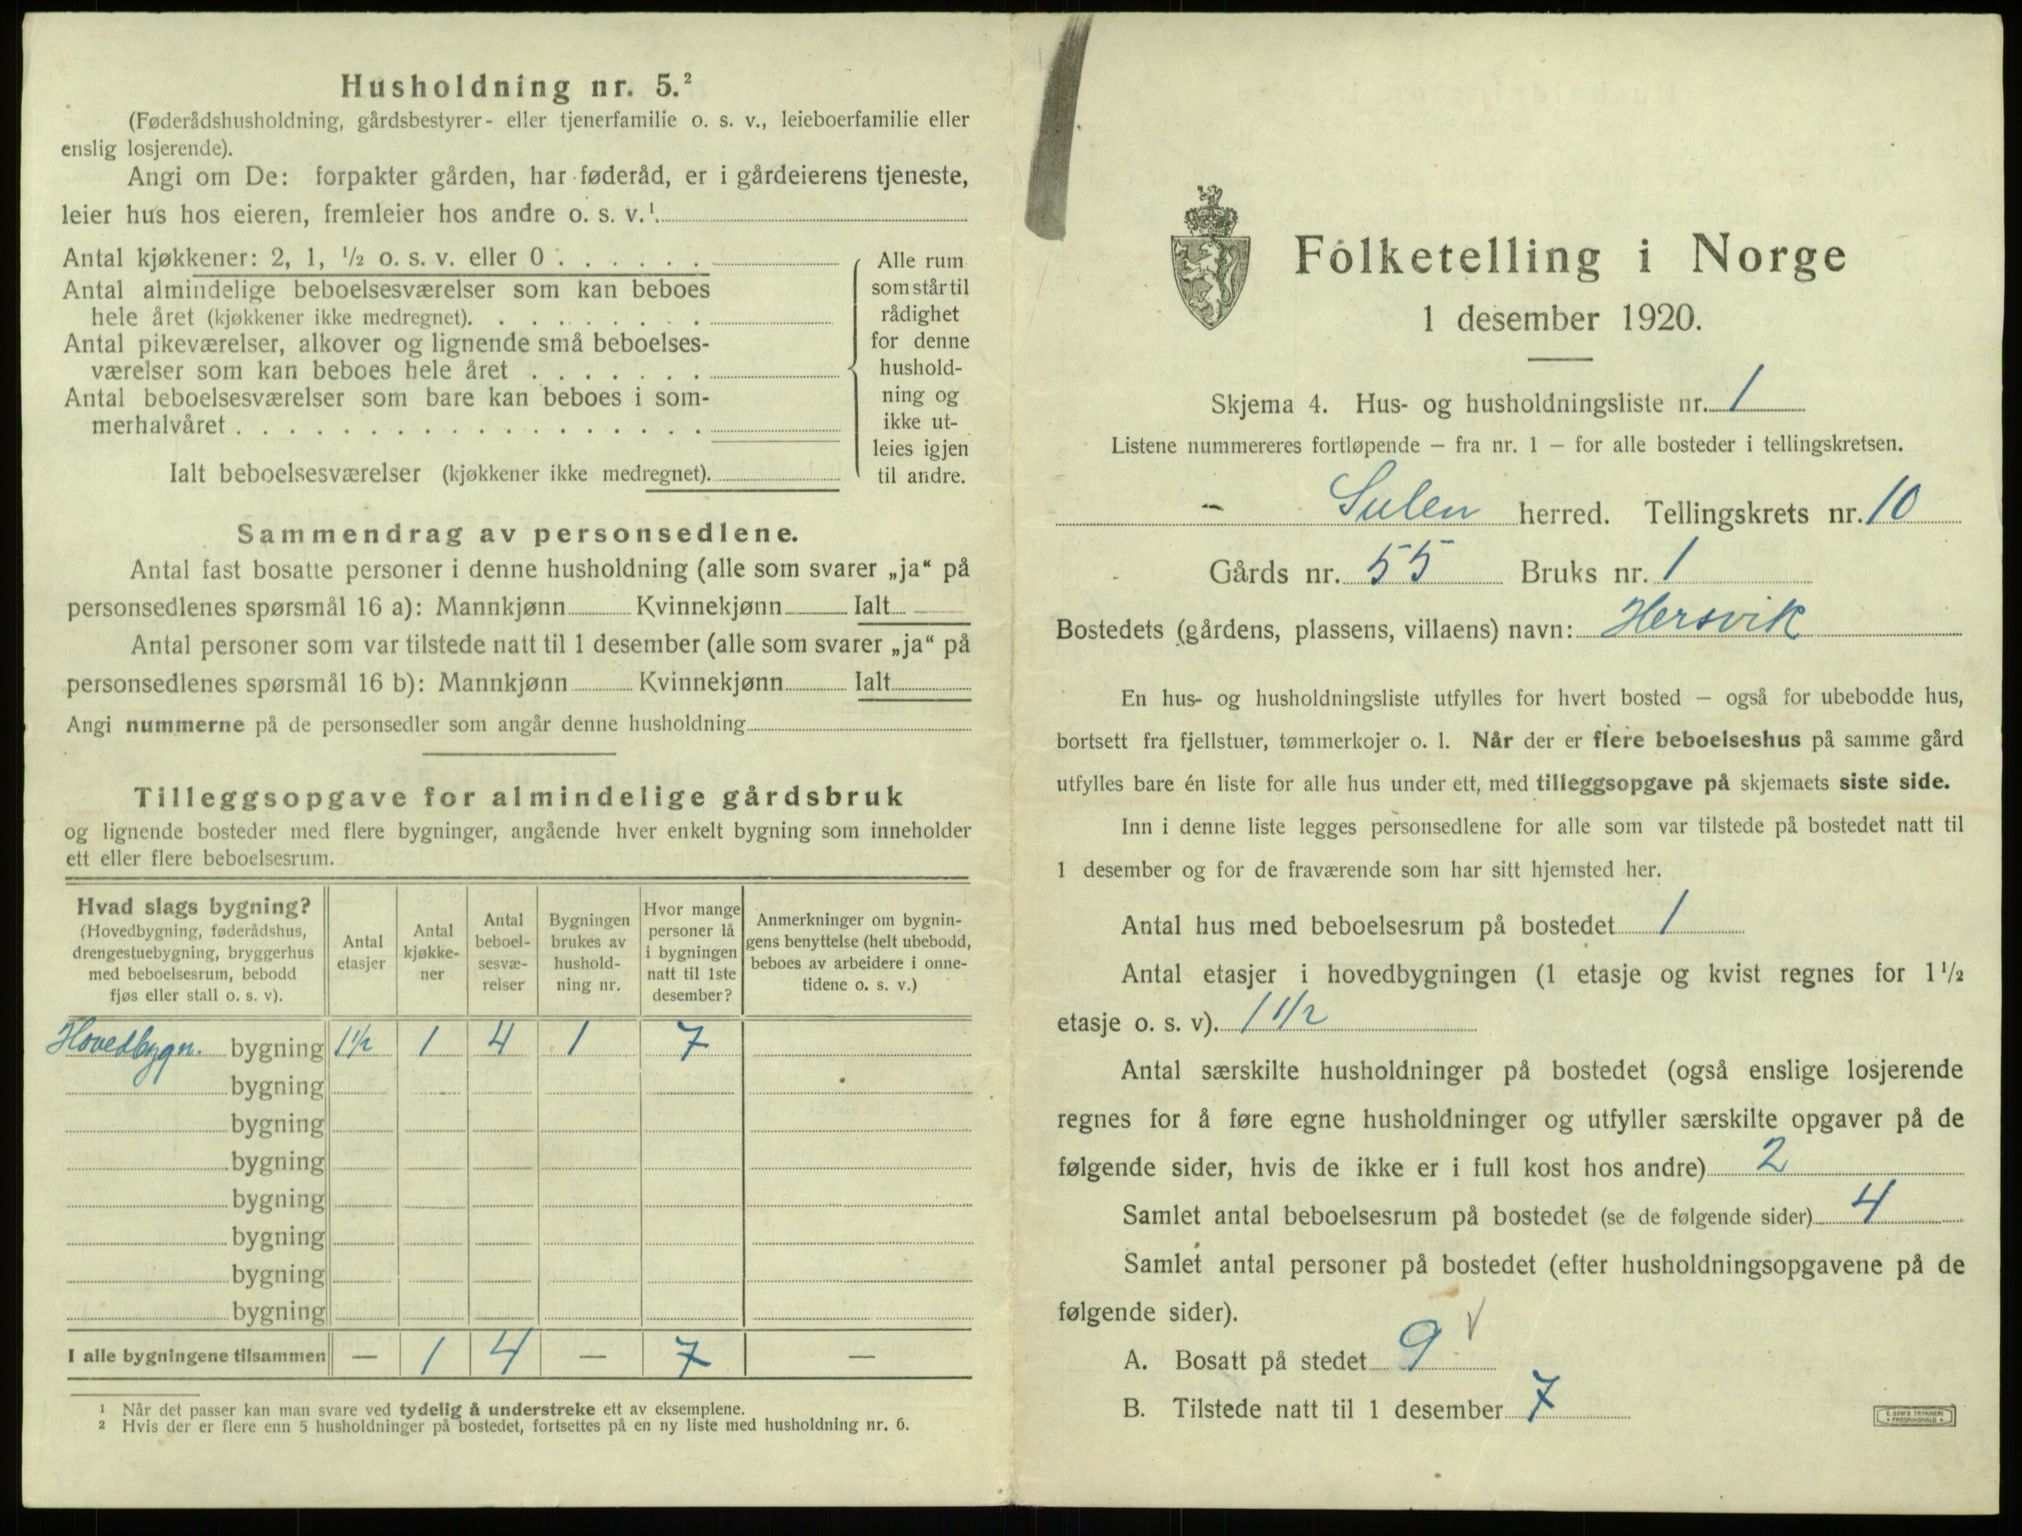 Husholdning nr. 5.²
(Føderådshusholdning, gårdsbestyrer- eller tjenerfamilie o. s. v., leieboerfamilie eller
enslig losjerende).
Angi om De: forpakter gården, har føderåd, er i gårdeierens tjeneste,
leier hus hos eieren, fremleier hos andre o. s. v.¹
Antal kjøkkener: 2, 1, ½ o. s. v. eller 0 . . . . . .
Antal almindelige beboelsesværelser som kan beboes
hele året (kjøkkener ikke medregnet). . . . . . . . .
Antal pikeværelser, alkover og lignende små beboelses-
værelser som kan beboes hele året . . . . . . .
Antal beboelsesværelser som bare kan beboes i som-
merhalvåret . . . . . . . . . . . . . . . . . .
Ialt beboelsesværelser (kjøkkener ikke medregnet).
Alle rum
som står til
rådighet
for denne
hushold-
ning og
ikke ut-
leies igjen
til andre.
Sammendrag av personsedlene.
Antal fast bosatte personer i denne husholdning (alle som svarer „ja“ på
personsedlenes spørsmål 16 a): Mannkjønn Kvinnekjønn Ialt
Antal personer som var tilstede natt til 1 desember (alle som svarer „ja“ på
personsedlenes spørsmål 16 b): Mannkjønn Kvinnekjønn Ialt
Angi nummerne på de personsedler som angår denne husholdning
Tilleggsopgave for almindelige gårdsbruk
og lignende bosteder med flere bygninger, angående hver enkelt bygning som inneholder
ett eller flere beboelsesrum.
Hvad slags bygning?
(Hovedbygning, føderådshus,
drengestuebygning, bryggerhus
med beboelsesrum, bebodd
fjøs eller stall o. s. v).
Antal
etasjer
Antal
kjøkke-
ner
Antal
beboel-
sesvæ-
relser
Bygningen
brukes av
hushold-
ning nr.
Hvor mange
personer lå
i bygningen
natt til 1ste
desember?
Anmerkninger om bygnin-
gens benyttelse (helt ubebodd,
beboes av arbeidere i onne-
tidene o. s. v.)
Hovedbygn. bygning 1½ 1 4 1 7
bygning
bygning
bygning
bygning
bygning
bygning
bygning
I alle bygningene tilsammen — 1 4 — 7 —
¹ Når det passer kan man svare ved tydelig å understreke ett av eksemplene.
² Hvis der er flere enn 5 husholdninger på bostedet, fortsettes på en ny liste med husholdning nr. 6.
Folketelling i Norge
1 desember 1920.
Skjema 4. Hus- og husholdningsliste nr. 1
Listene nummereres fortløpende – fra nr. 1 – for alle bosteder i tellingskretsen.
- Sulen herred. Tellingskrets nr. 10
Gårds nr. 55 Bruks nr. 1
Bostedets (gårdens, plassens, villaens) navn: Hersvik
En hus- og husholdningsliste utfylles for hvert bosted – også for ubebodde hus,
bortsett fra fjellstuer, tømmerkojer o. l. Når der er flere beboelseshus på samme gård
utfylles bare én liste for alle hus under ett, med tilleggsopgave på skjemaets siste side.
Inn i denne liste legges personsedlene for alle som var tilstede på bostedet natt til
1 desember og for de fraværende som har sitt hjemsted her.
Antal hus med beboelsesrum på bostedet 1
Antal etasjer i hovedbygningen (1 etasje og kvist regnes for 1 ½
etasje o. s. v). 1 1/2
Antal særskilte husholdninger på bostedet (også enslige losjerende
regnes for å føre egne husholdninger og utfyller særskilte opgaver på de
følgende sider, hvis de ikke er i full kost hos andre) 2
Samlet antal beboelsesrum på bostedet (se de følgende sider) 4
Samlet antal personer på bostedet (efter husholdningsopgavene på de
følgende sider).
A. Bosatt på stedet 9 √
B. Tilstede natt til 1 desember 7
E. SEM'S TRYKKERI
FREDRIKSHALD